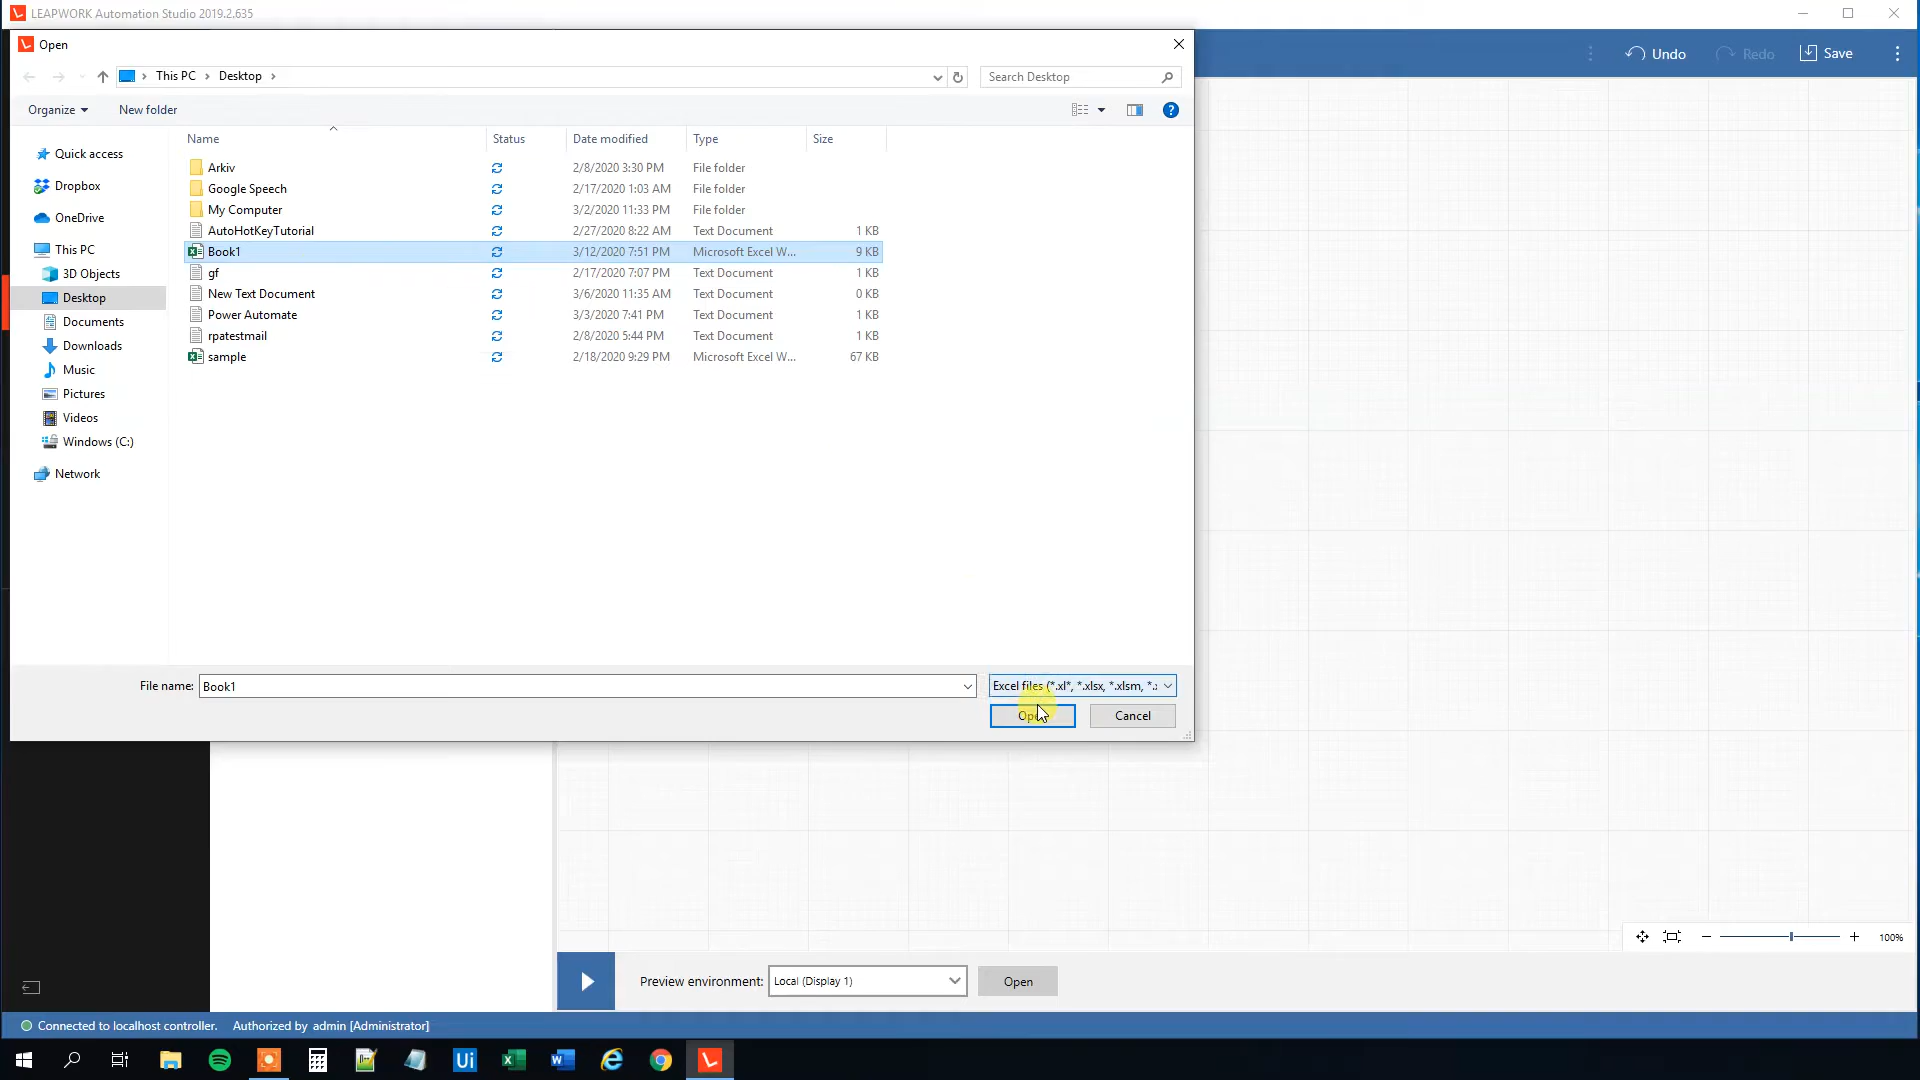 LEAPWORK Automation Studio 2019.2.635
Open
Undo
Redo
Save
This PC
Desktop
Search Desktop
Organize
New folder
Name
Status
Date modified
Type
Size
Quick access
Dropbox
OneDrive
This PC
3D Objects
Desktop
Documents
Downloads
Music
Pictures
Videos
Windows (C:)
Network
Arkiv 2/8/2020 3:30 PM File folder
Google Speech 2/17/2020 1:03 AM File folder
My Computer 3/2/2020 11:33 PM File folder
AutoHotKeyTutorial 2/27/2020 8:22 AM Text Document 1 KB
Book1 3/12/2020 7:51 PM Microsoft Excel W... 9 KB
gf 2/17/2020 7:07 PM Text Document 1 KB
New Text Document 3/6/2020 11:35 AM Text Document 0 KB
Power Automate 3/3/2020 7:41 PM Text Document 1 KB
rpatestmail 2/8/2020 5:44 PM Text Document 1 KB
sample 2/18/2020 9:29 PM Microsoft Excel W... 67 KB
File name: Book1
Excel files (*.xl*, *.xlsx, *.xlsm, *.
Open
Cancel
100%
Preview environment: Local (Display 1) Open
Connected to localhost controller. Authorized by admin [Administrator]
Ui